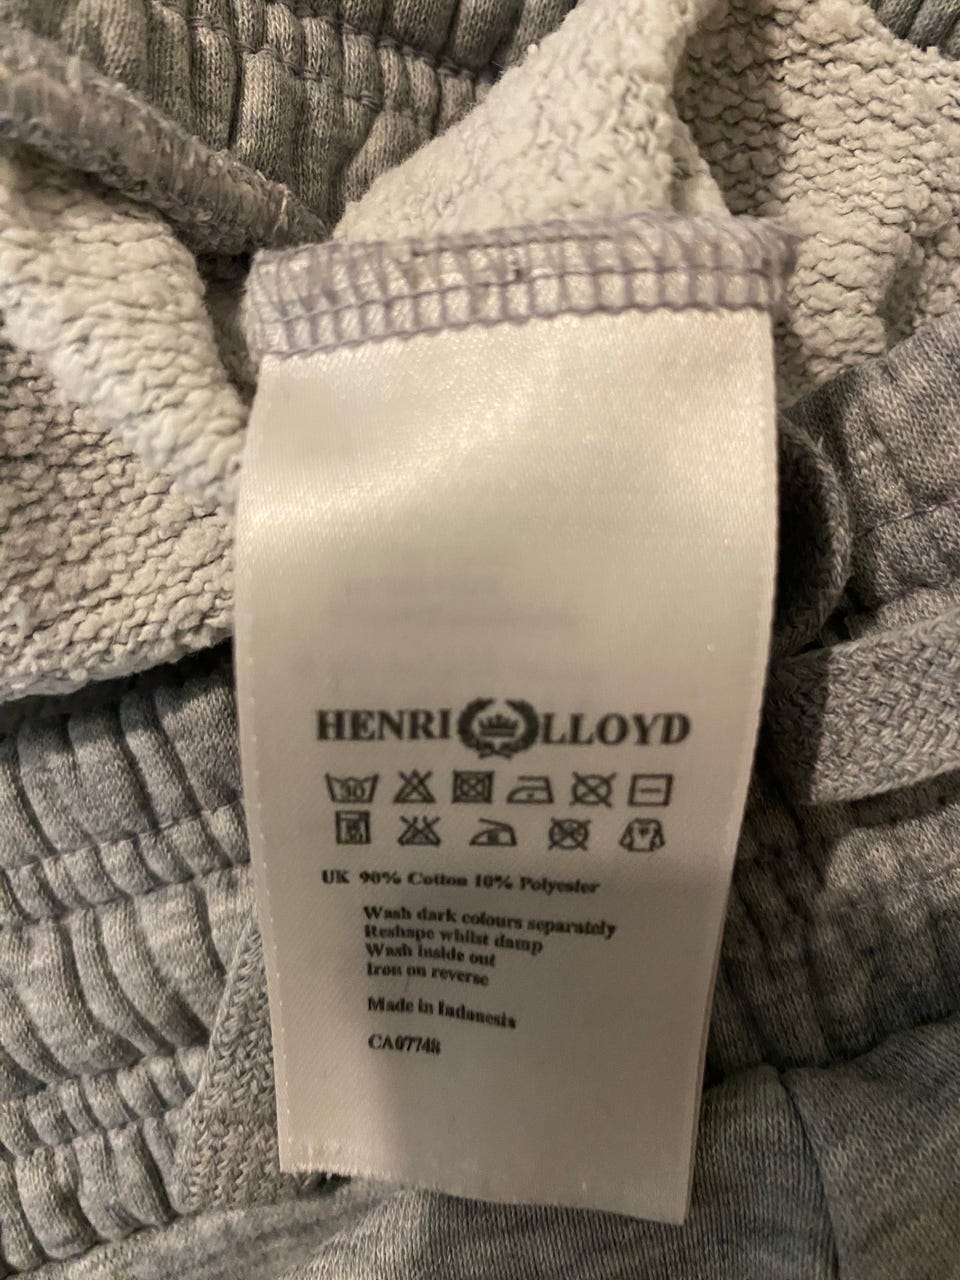 HENRI LLOYD
30
UK 90% Cotton 10% Polyester
Wash dark colours separately
Reshape whilst damp
Wash inside out
Iron on reverse
Made in Indonesia
CA07748